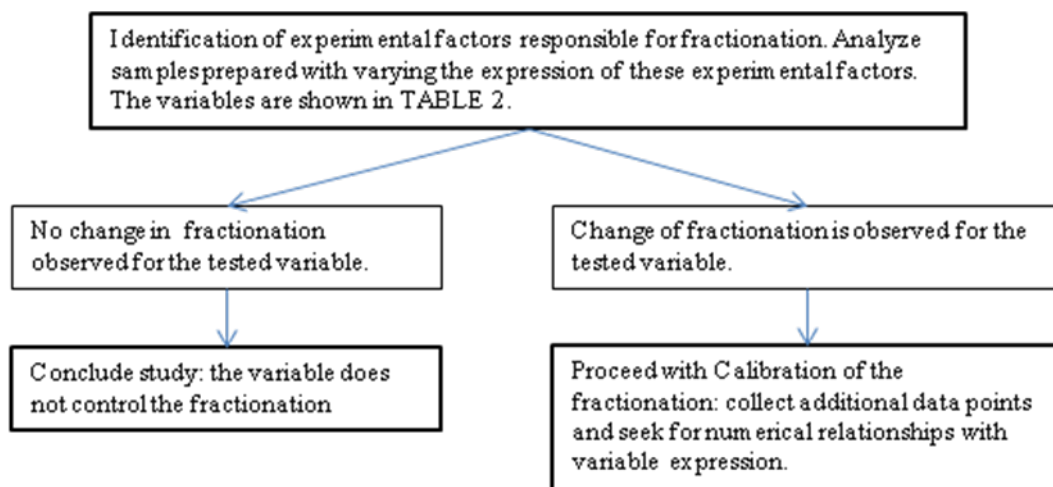 Identification of experimental factors responsible for fractionation. Analyze
samples prepared with varying the expression of these experimental factors.
The variables are shown in TABLE 2.
No change in fractionation
observed for the tested variable.
Change of fractionation is observed for the
tested variable.
Conclude study: the variable does
not control the fractionation
Proceed with Calibration of the
fractionation: collect additional data points
and seek for numerical relationships with
variable expression.